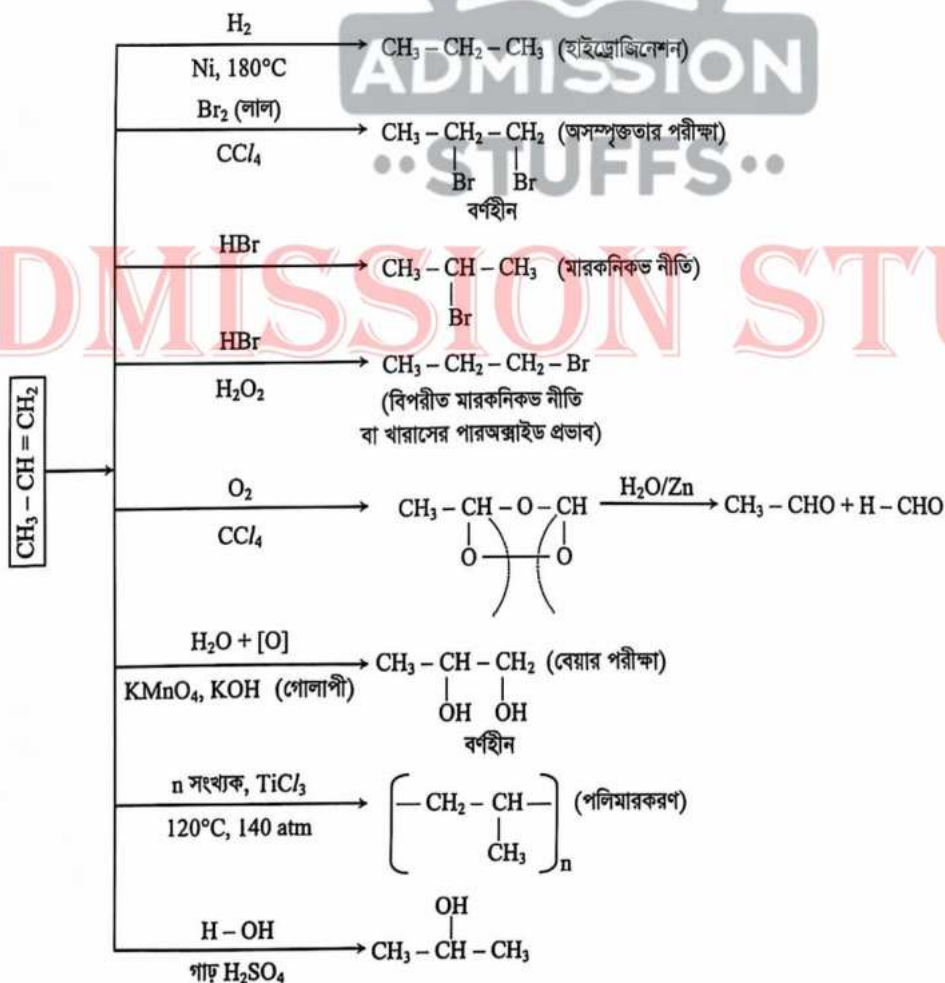 ADMISSION
••STUFFS••
DMISSION STU
CH₃ – CH = CH₂
H₂
Ni, 180°C
CH₃ – CH₂ – CH₃ (হাইড্রোজিনেশন)
Br₂ (লাল)
CCl₄
CH₃ – CH₂ – CH₂ (অসম্পৃক্ততার পরীক্ষা)
Br Br
বর্ণহীন
HBr
CH₃ – CH – CH₃ (মারকনিকভ নীতি)
Br
HBr
H₂O₂
CH₃ – CH₂ – CH₂ – Br
(বিপরীত মারকনিকভ নীতি
বা খারাসের পারঅক্সাইড প্রভাব)
O₂
CCl₄
CH₃ – CH – O – CH
O O
H₂O/Zn
CH₃ – CHO + H – CHO
H₂O + [O]
KMnO₄, KOH (গোলাপী)
CH₃ – CH – CH₂ (বেয়ার পরীক্ষা)
OH OH
বর্ণহীন
n সংখ্যক, TiCl₃
120°C, 140 atm
— CH₂ – CH — (পলিমারকরণ)
CH₃
n
H – OH
গাঢ় H₂SO₄
OH
CH₃ – CH – CH₃